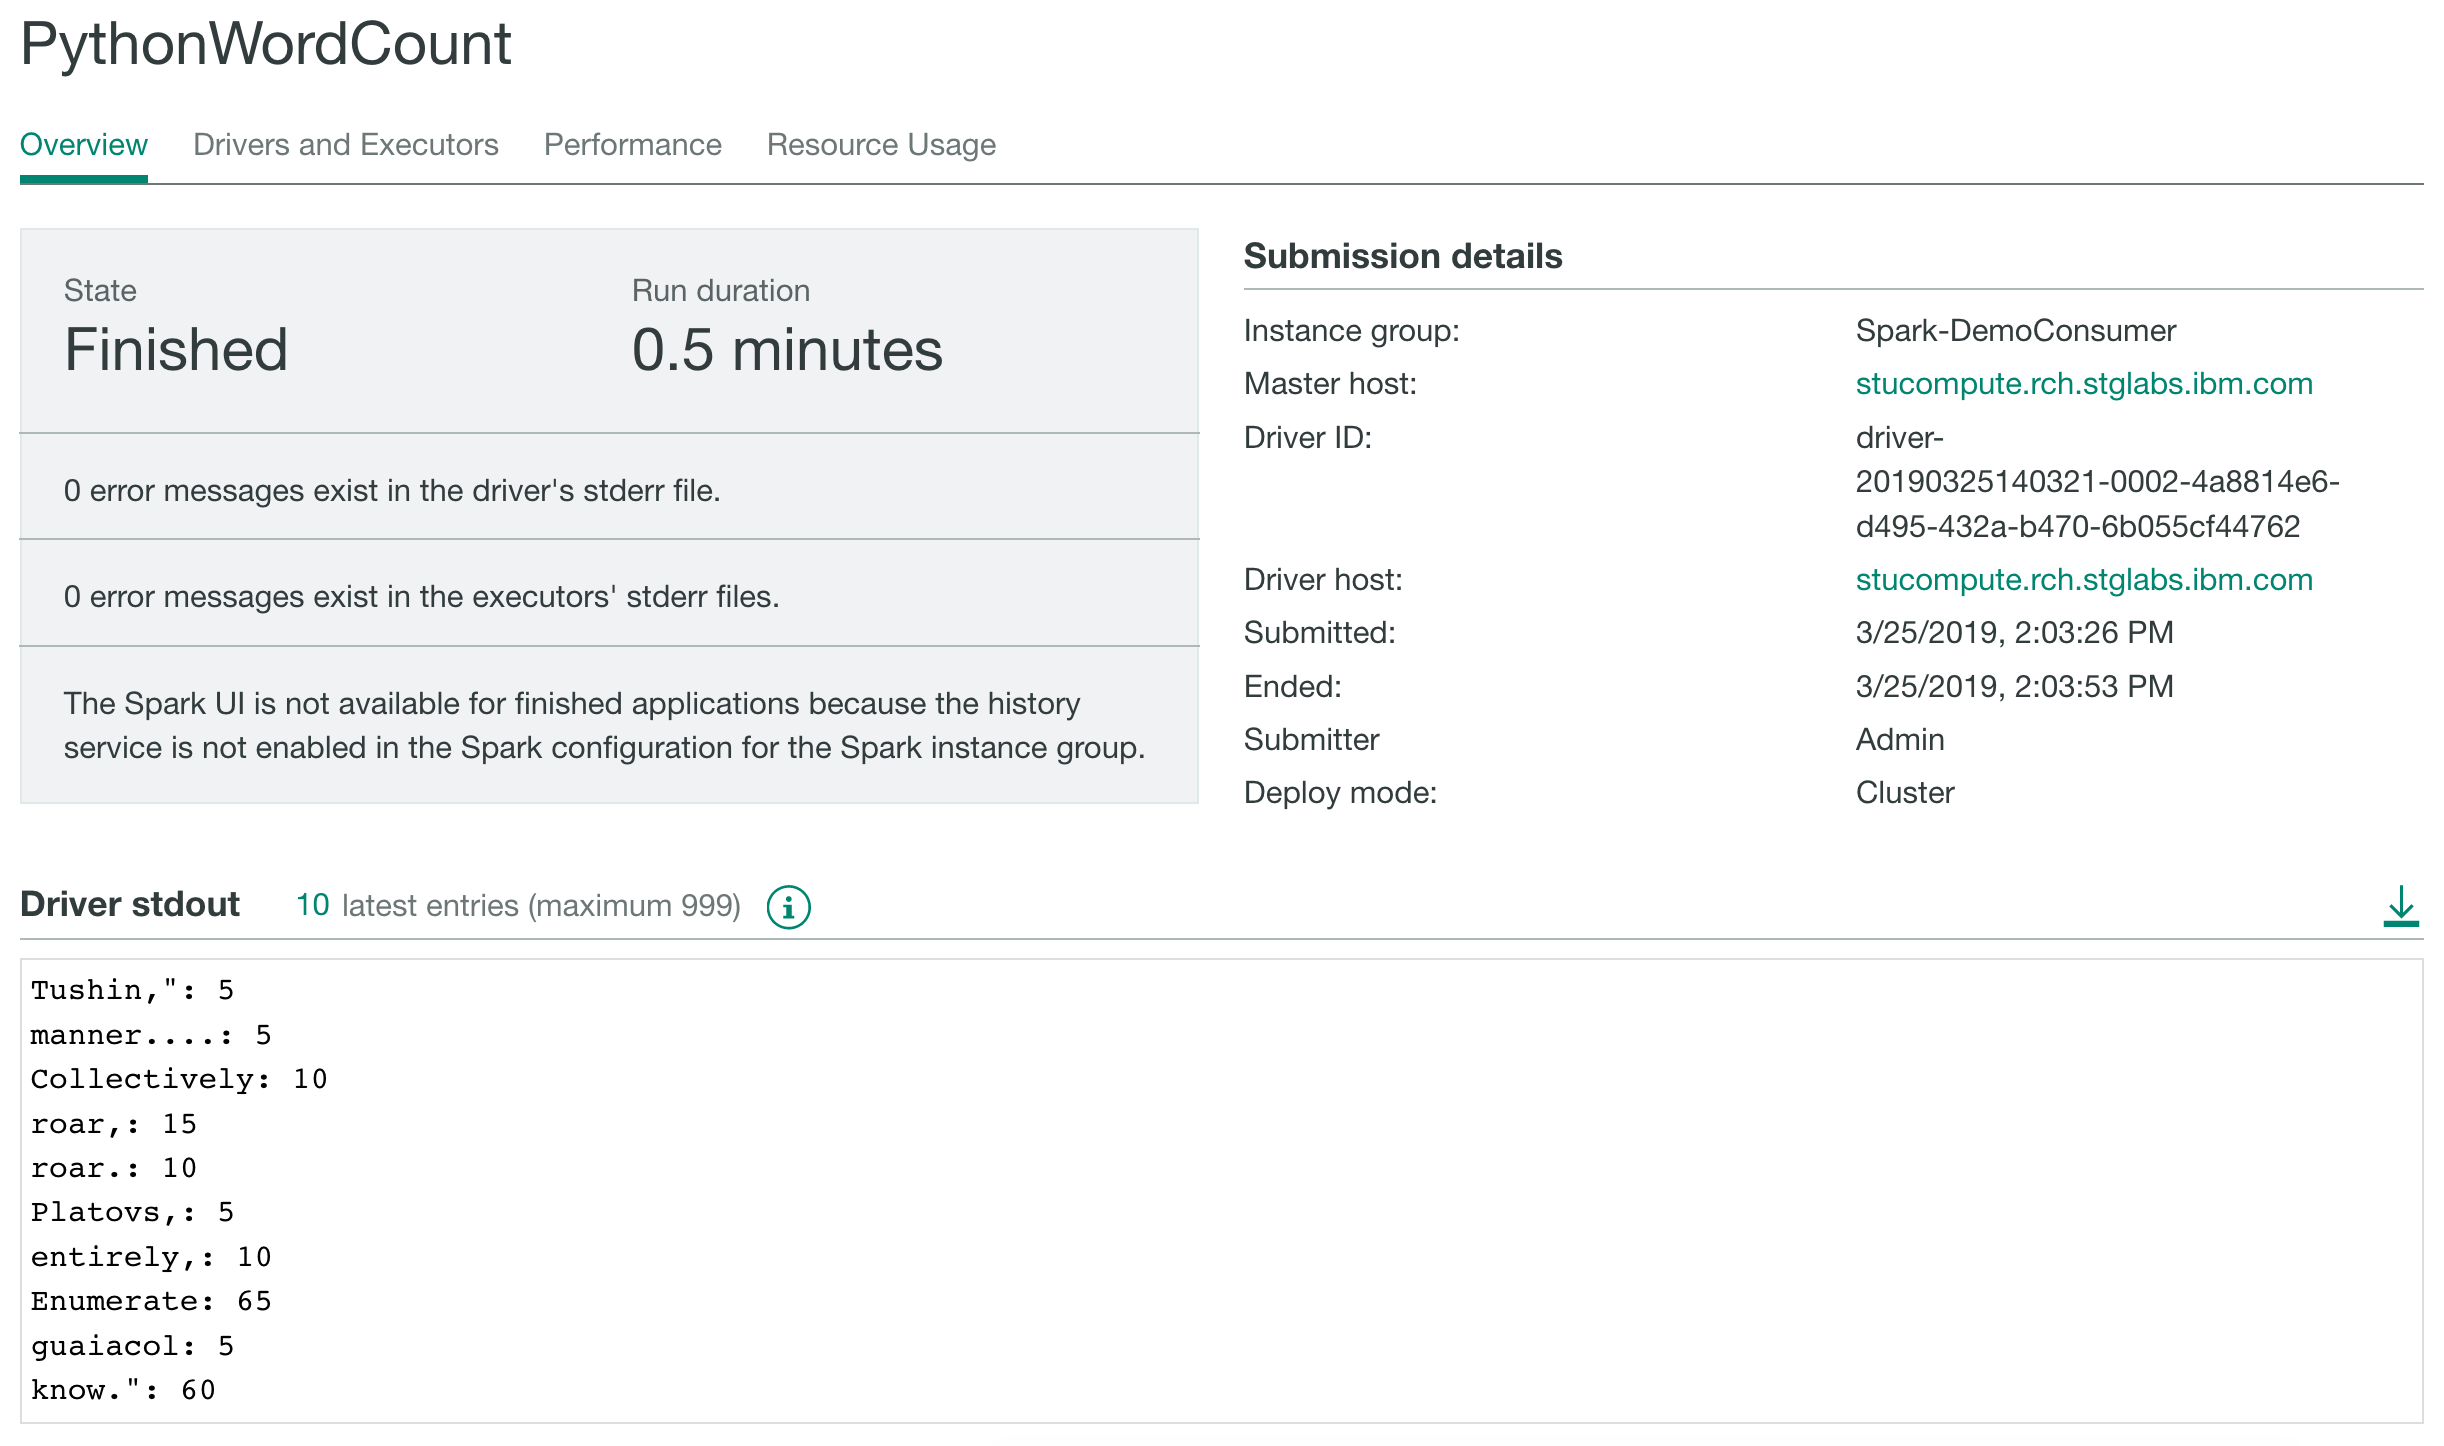 PythonWordCount
Overview Drivers and Executors Performance Resource Usage
State
Finished
Run duration
0.5 minutes
0 error messages exist in the driver's stderr file.
0 error messages exist in the executors' stderr files.
The Spark UI is not available for finished applications because the history
service is not enabled in the Spark configuration for the Spark instance group.
Submission details
Instance group: Spark-DemoConsumer
Master host: stucompute.rch.stglabs.ibm.com
Driver ID: driver-
20190325140321-0002-4a8814e6-
d495-432a-b470-6b055cf44762
Driver host: stucompute.rch.stglabs.ibm.com
Submitted: 3/25/2019, 2:03:26 PM
Ended: 3/25/2019, 2:03:53 PM
Submitter Admin
Deploy mode: Cluster
Driver stdout 10 latest entries (maximum 999)
Tushin,": 5
manner....: 5
Collectively: 10
roar,: 15
roar.: 10
Platovs,: 5
entirely,: 10
Enumerate: 65
guaiacol: 5
know.": 60